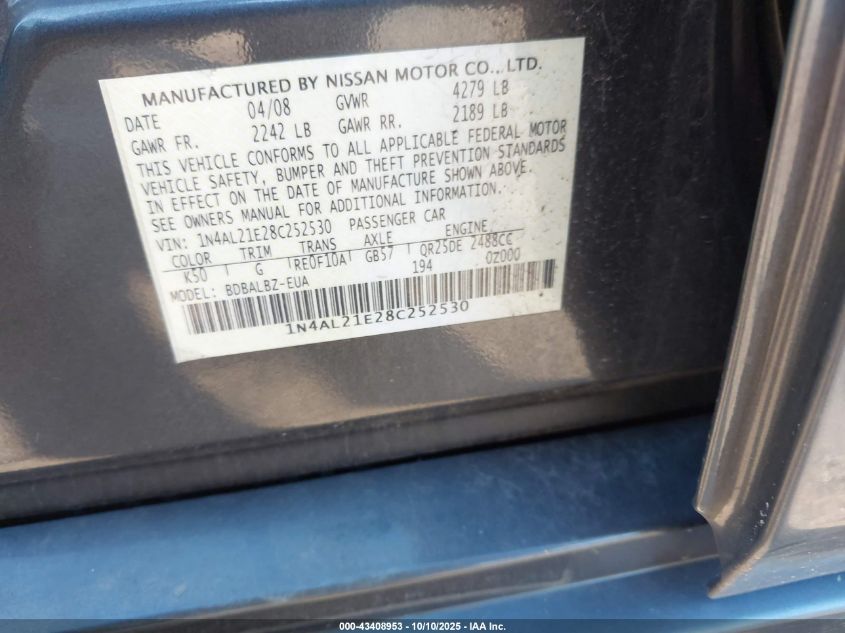 MANUFACTURED BY NISSAN MOTOR CO., LTD.
DATE 04/08 GVWR 4279 LB
GAWR FR. 2242 LB GAWR RR. 2189 LB
THIS VEHICLE CONFORMS TO ALL APPLICABLE FEDERAL MOTOR
VEHICLE SAFETY, BUMPER AND THEFT PREVENTION STANDARDS
IN EFFECT ON THE DATE OF MANUFACTURE SHOWN ABOVE.
SEE OWNERS MANUAL FOR ADDITIONAL INFORMATION.
VIN: 1N4AL21E28C252530 PASSENGER CAR
COLOR TRIM TRANS AXLE ENGINE
K50 G RE0F10A GB57 QR25DE 2488CC
MODEL: BDBALBZ-EUA 194 0Z000
1N4AL21E28C252530
000-43408953 - 10/10/2025 - IAA Inc.